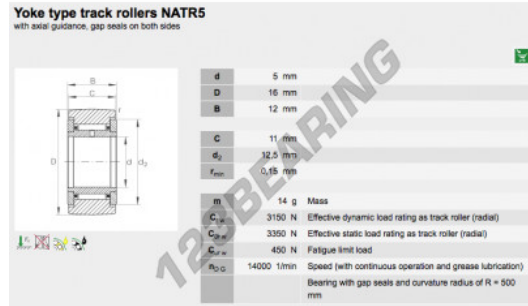 Yoke type track rollers NATR5
with axial guidance, gap seals on both sides
B
C
r
D
d
d2
d 5 mm
D 16 mm
B 12 mm
C 11 mm
d2 12,5 mm
rmin 0,15 mm
m 14 g Mass
Cr w 3150 N Effective dynamic load rating as track roller (radial)
C0r w 3350 N Effective static load rating as track roller (radial)
Cur w 450 N Fatigue limit load
nD G 14000 1/min Speed (with continuous operation and grease lubrication)
Bearing with gap seals and curvature radius of R = 500
mm
123BEARING